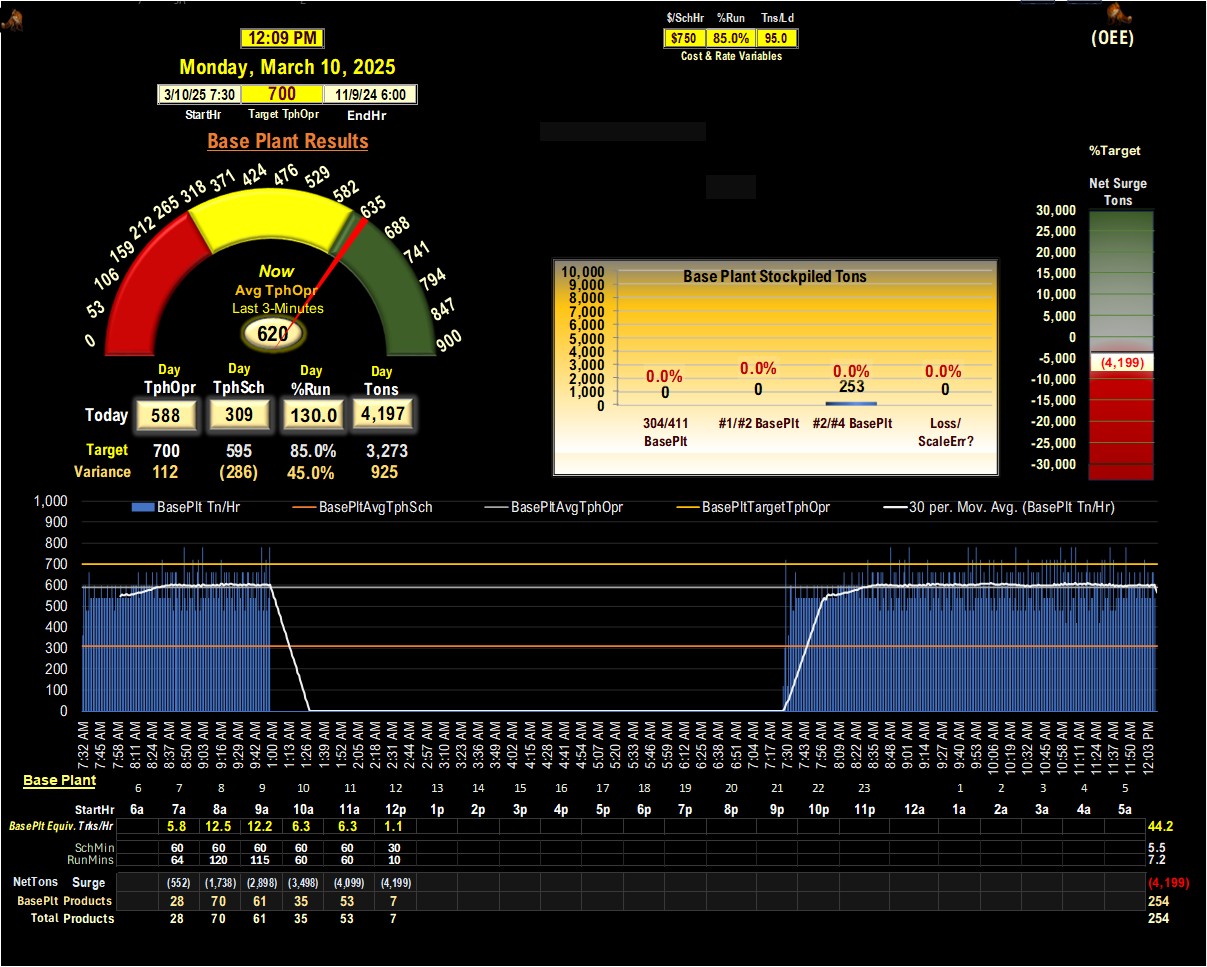 $/SchHr %Run Tns/Ld
$750 85.0% 95.0
Cost & Rate Variables
(OEE)
12:09 PM
Monday, March 10, 2025
3/10/25 7:30 700 11/9/24 6:00
StartHr Target TphOpr EndHr
Base Plant Results
0 53 106 159 212 265 318 371 424 476 529 582 635 688 741 794 847 900
Now
Avg TphOpr
Last 3-Minutes
620
Day Day Day Day
TphOpr TphSch %Run Tons
Today 588 309 130.0 4,197
Target 700 595 85.0% 3,273
Variance 112 (286) 45.0% 925
Base Plant Stockpiled Tons
10,000
9,000
8,000
7,000
6,000
5,000
4,000
3,000
2,000
1,000
0
0.0% 0.0% 0.0% 0.0%
0 0 253 0
304/411 BasePlt
#1/#2 BasePlt
#2/#4 BasePlt
Loss/ ScaleErr?
%Target
Net Surge
Tons
30,000
25,000
20,000
15,000
10,000
5,000
0
-5,000
-10,000
-15,000
-20,000
-25,000
-30,000
(4,199)
BasePlt Tn/Hr BasePltAvgTphSch BasePltAvgTphOpr BasePltTargetTphOpr 30 per. Mov. Avg. (BasePlt Tn/Hr)
1,000
900
800
700
600
500
400
300
200
100
0
7:32 AM 7:45 AM 7:58 AM 8:11 AM 8:24 AM 8:37 AM 8:50 AM 9:03 AM 9:16 AM 9:29 AM 9:42 AM 1:00 AM 1:13 AM 1:26 AM 1:39 AM 1:52 AM 2:05 AM 2:18 AM 2:31 AM 2:44 AM 2:57 AM 3:10 AM 3:23 AM 3:36 AM 3:49 AM 4:02 AM 4:15 AM 4:28 AM 4:41 AM 4:54 AM 5:07 AM 5:20 AM 5:33 AM 5:46 AM 5:59 AM 6:12 AM 6:25 AM 6:38 AM 6:51 AM 7:04 AM 7:17 AM 7:30 AM 7:43 AM 7:56 AM 8:09 AM 8:22 AM 8:35 AM 8:48 AM 9:01 AM 9:14 AM 9:27 AM 9:40 AM 9:53 AM 10:06 AM 10:19 AM 10:32 AM 10:45 AM 10:58 AM 11:11 AM 11:24 AM 11:37 AM 11:50 AM 12:03 PM
Base Plant
6 7 8 9 10 11 12 13 14 15 16 17 18 19 20 21 22 23 1 2 3 4 5
StartHr 6a 7a 8a 9a 10a 11a 12p 1p 2p 3p 4p 5p 6p 7p 8p 9p 10p 11p 12a 1a 2a 3a 4a 5a
BasePlt Equiv. Trks/Hr 5.8 12.5 12.2 6.3 6.3 1.1 44.2
SchMin 60 60 60 60 60 30 5.5
RunMins 64 120 115 60 60 10 7.2
NetTons Surge (552) (1,738) (2,898) (3,498) (4,099) (4,199) (4,199)
BasePlt Products 28 70 61 35 53 7 254
Total Products 28 70 61 35 53 7 254